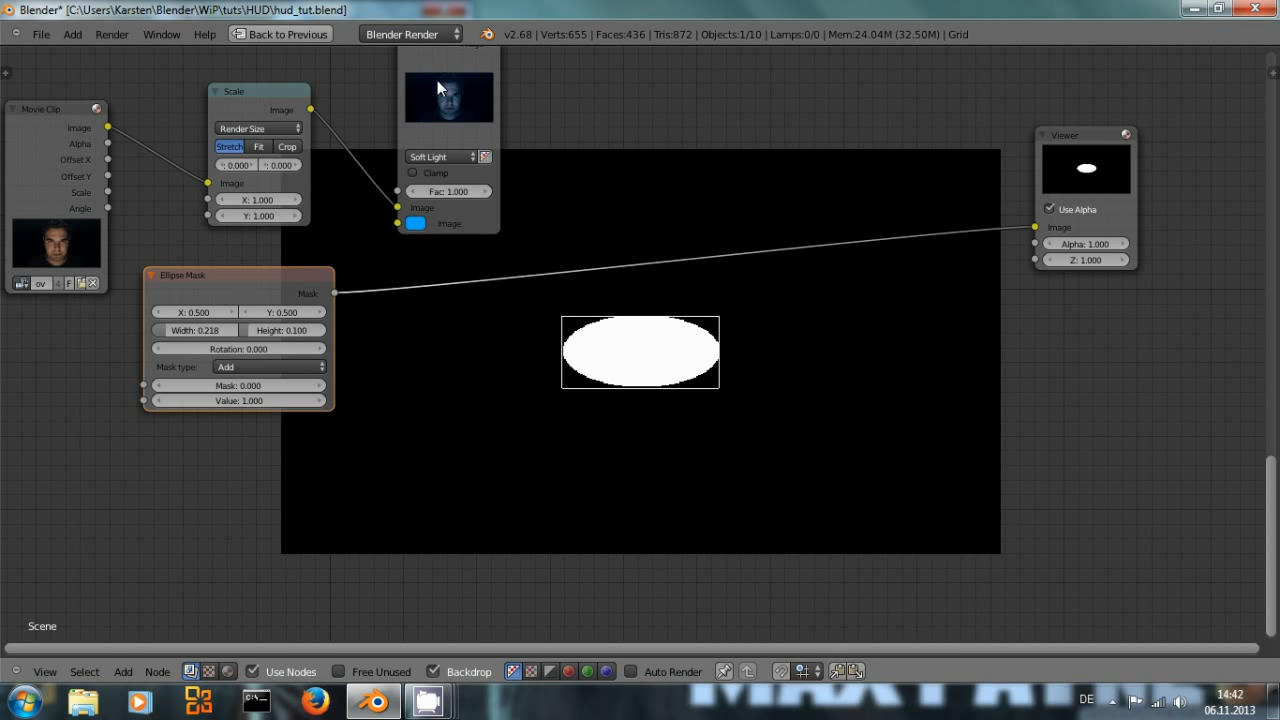 Blender* [C:\Users\Karsten\Blender\WiP\tuts\HUD\hud_tut.blend]
File Add Render Window Help Back to Previous Blender Render v2.68 | Verts:655 | Faces:436 | Tris:872 | Objects:1/10 | Lamps:0/0 | Mem:24.04M (32.50M) | Grid
Movie Clip
Image
Alpha
Offset X
Offset Y
Scale
Angle
ov 4 F
Scale
Image
Render Size
Stretch Fit Crop
: 0.000 : 0.000
Image
X: 1.000
Y: 1.000
Soft Light
Clamp
Fac: 1.000
Image
Image
Ellipse Mask
Mask
X: 0.500 Y: 0.500
Width: 0.218 Height: 0.100
Rotation: 0.000
Mask type: Add
Mask: 0.000
Value: 1.000
Viewer
Use Alpha
Image
Alpha: 1.000
Z: 1.000
Scene
View Select Add Node Use Nodes Free Unused Backdrop Auto Render
C:\_
DE
14:42
06.11.2013